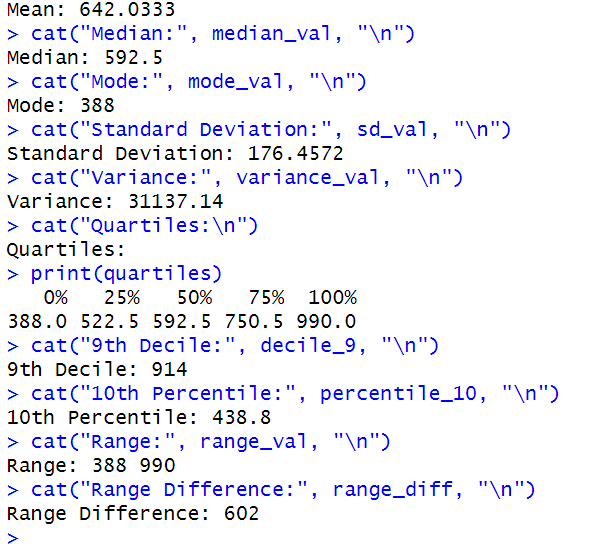 Mean: 642.0333
> cat("Median:", median_val, "\n")
Median: 592.5
> cat("Mode:", mode_val, "\n")
Mode: 388
> cat("Standard Deviation:", sd_val, "\n")
Standard Deviation: 176.4572
> cat("Variance:", variance_val, "\n")
Variance: 31137.14
> cat("Quartiles:\n")
Quartiles:
> print(quartiles)
   0%   25%   50%   75%  100%
388.0 522.5 592.5 750.5 990.0
> cat("9th Decile:", decile_9, "\n")
9th Decile: 914
> cat("10th Percentile:", percentile_10, "\n")
10th Percentile: 438.8
> cat("Range:", range_val, "\n")
Range: 388 990
> cat("Range Difference:", range_diff, "\n")
Range Difference: 602
>